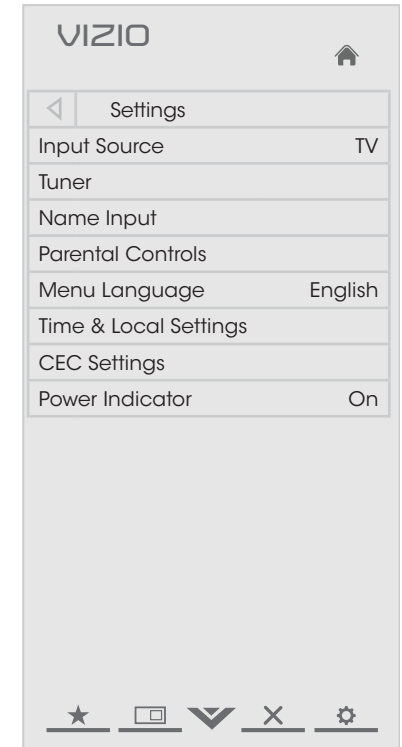 VIZIO
Settings
Input Source TV
Tuner
Name Input
Parental Controls
Menu Language English
Time & Local Settings
CEC Settings
Power Indicator On